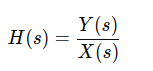 H(s) = Y(s) / X(s)